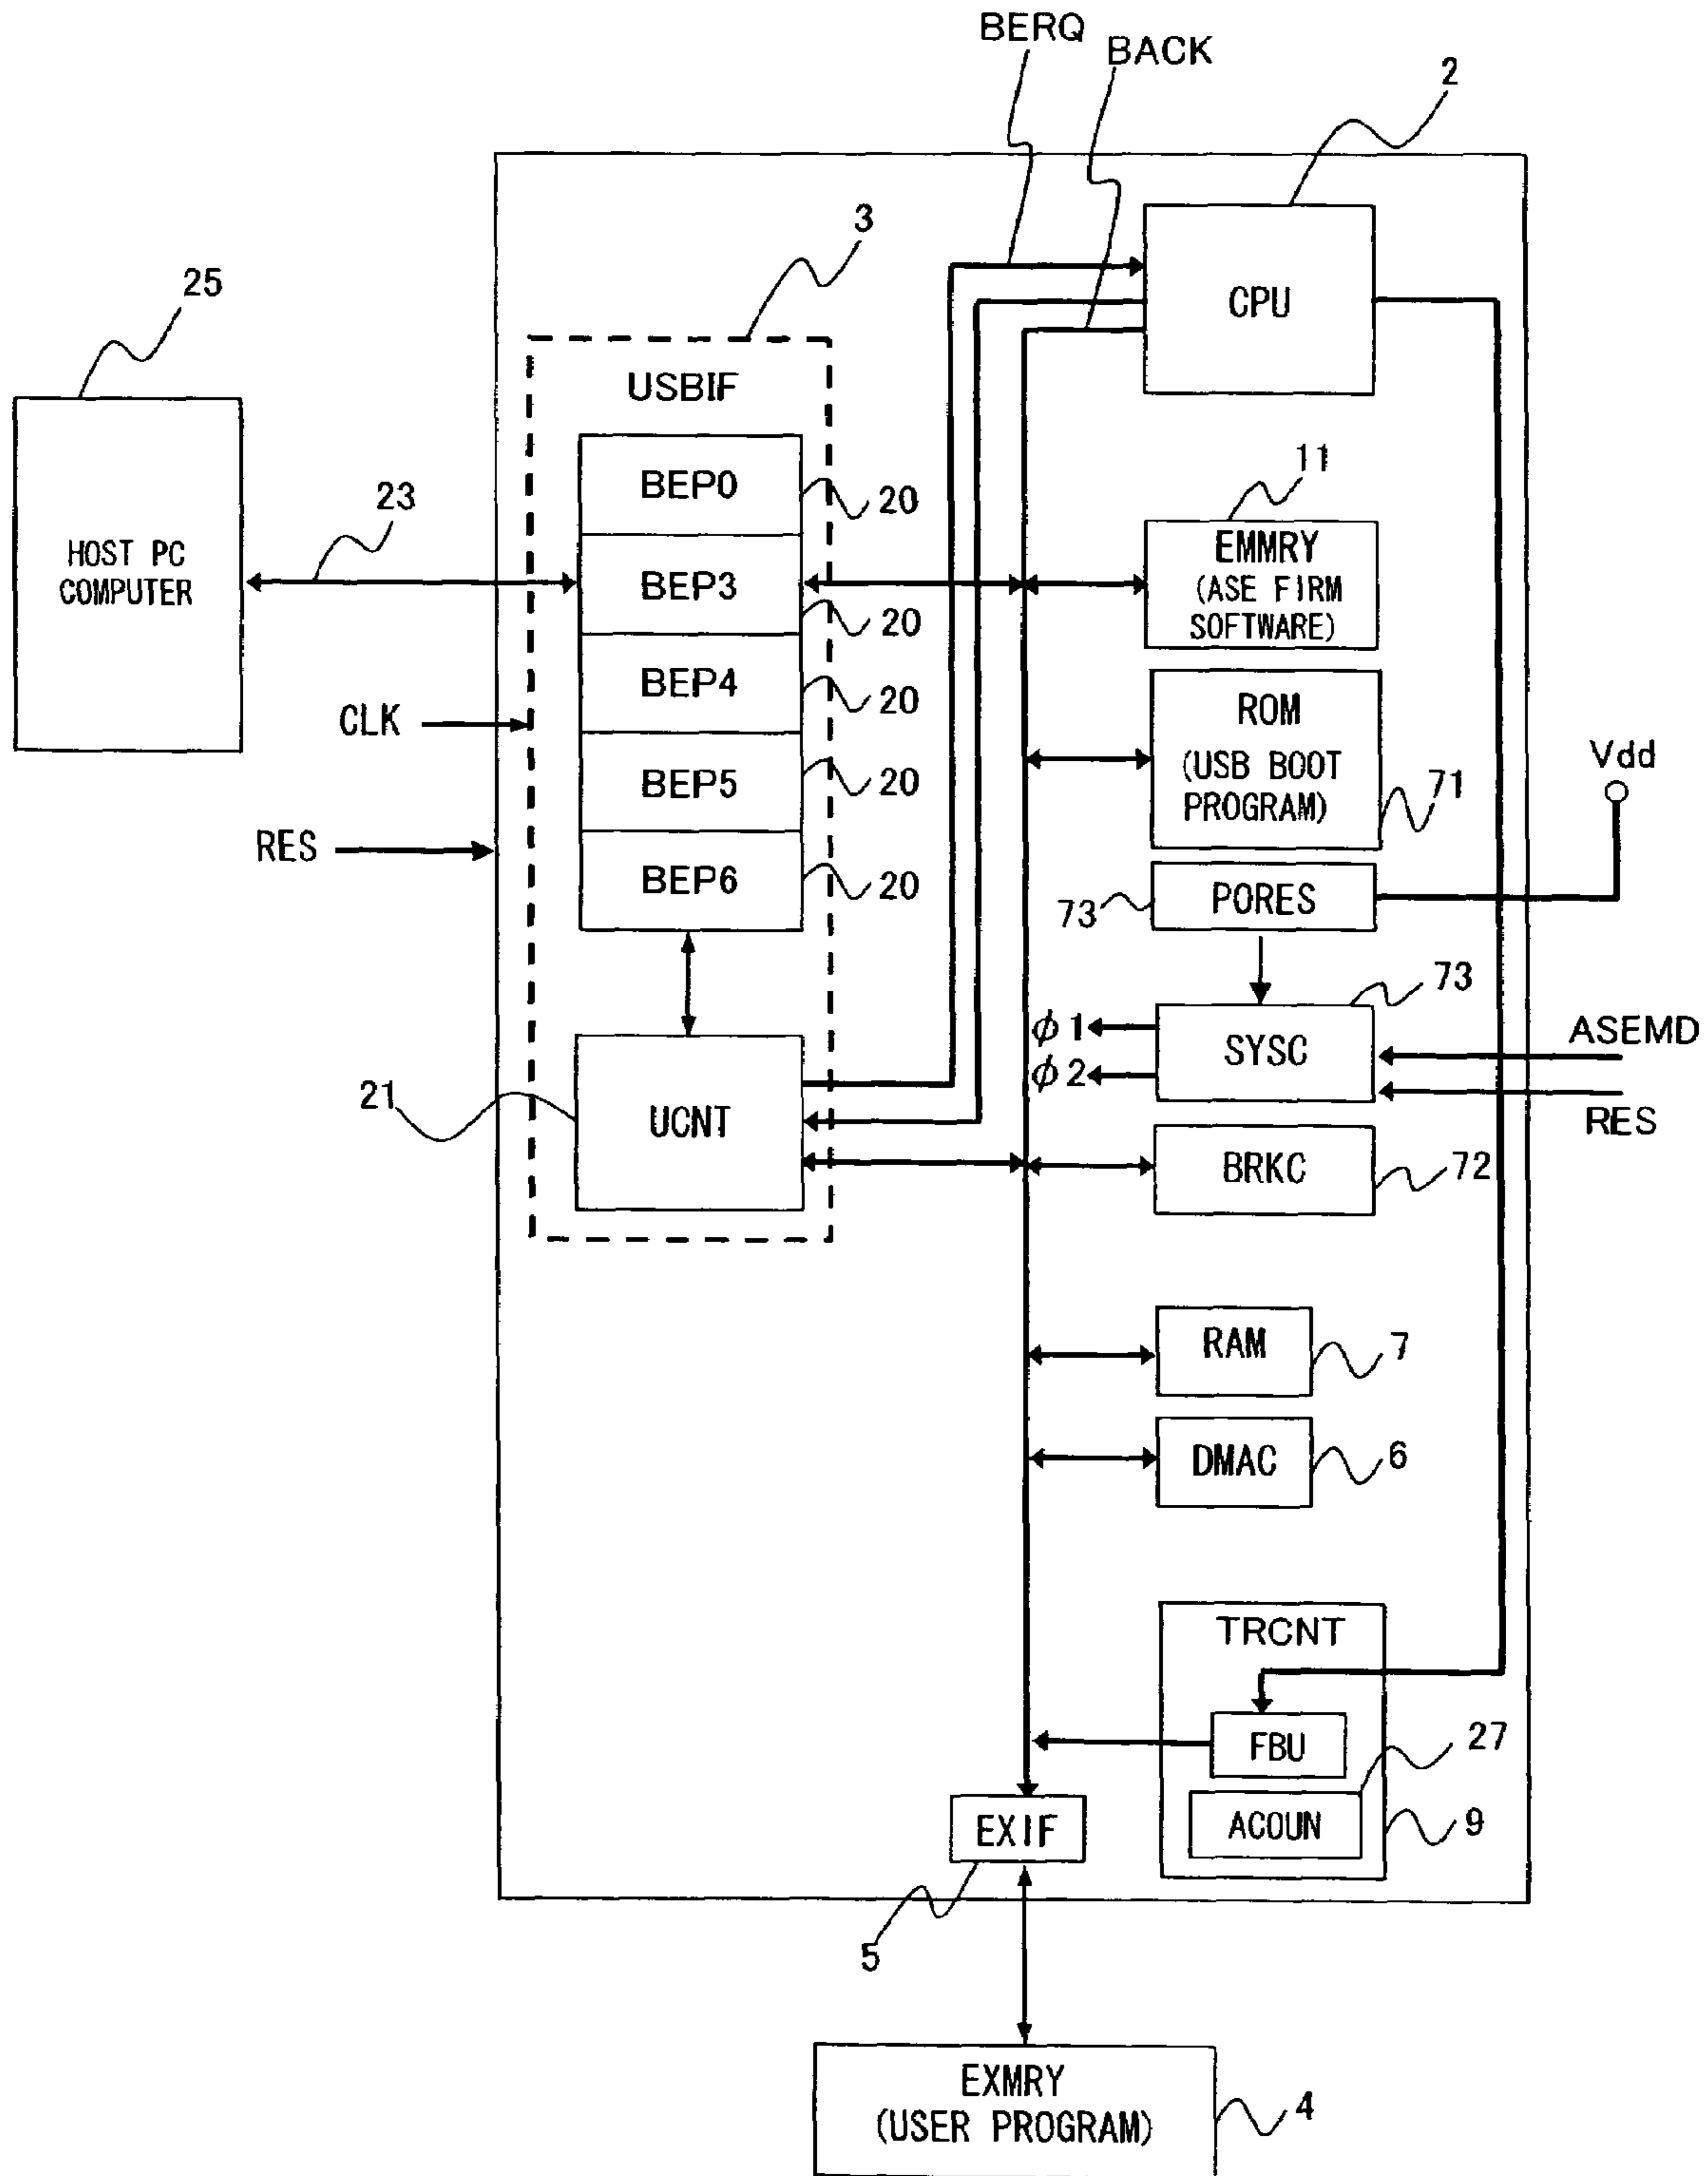 BERQ
BACK
2
3
25
CPU
USBIF
BEP0
20
23
11
HOST PC
COMPUTER
BEP3
20
EMMRY
(ASE FIRM
SOFTWARE)
BEP4
20
CLK
ROM
(USB BOOT
PROGRAM)
71
Vdd
BEP5
20
RES
BEP6
20
73
PORES
73
φ1
φ2
SYSC
ASEMD
RES
21
UCNT
BRKC
72
RAM
7
DMAC
6
TRCNT
FBU
27
EXIF
ACOUN
9
5
EXMRY
(USER PROGRAM)
4